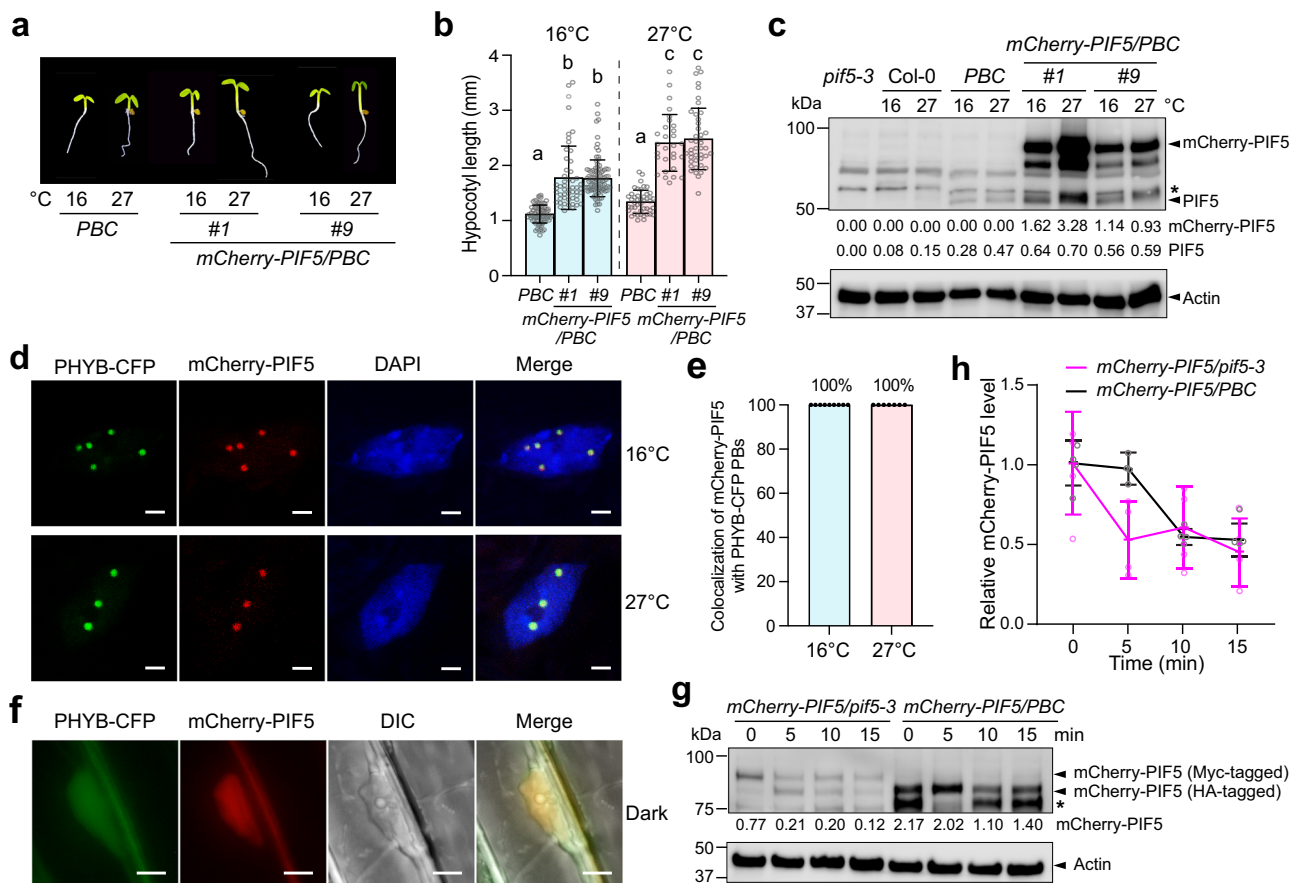 a
°C 16 27 16 27 16 27
PBC #1 #9
mCherry-PIF5/PBC
b
16°C 27°C
Hypocotyl length (mm)
4
3
2
1
0
a b b a c c
PBC #1 #9 PBC #1 #9
mCherry-PIF5 mCherry-PIF5
/PBC /PBC
c
mCherry-PIF5/PBC
pif5-3 Col-0 PBC #1 #9
kDa 16 27 16 27 16 27 16 27 °C
100
mCherry-PIF5
*
PIF5
50
0.00 0.00 0.00 0.00 0.00 1.62 3.28 1.14 0.93 mCherry-PIF5
0.00 0.08 0.15 0.28 0.47 0.64 0.70 0.56 0.59 PIF5
50
Actin
37
d
PHYB-CFP mCherry-PIF5 DAPI Merge
16°C
27°C
e
Colocalization of mCherry-PIF5
with PHYB-CFP PBs
100% 100%
100
80
60
40
20
0
16°C 27°C
f
PHYB-CFP mCherry-PIF5 DIC Merge
Dark
h
mCherry-PIF5/pif5-3
mCherry-PIF5/PBC
Relative mCherry-PIF5 level
1.5
1.0
0.5
0.0
0 5 10 15
Time (min)
g
mCherry-PIF5/pif5-3 mCherry-PIF5/PBC
kDa 0 5 10 15 0 5 10 15 min
100
mCherry-PIF5 (Myc-tagged)
mCherry-PIF5 (HA-tagged)
*
75
0.77 0.21 0.20 0.12 2.17 2.02 1.10 1.40 mCherry-PIF5
50
Actin
37